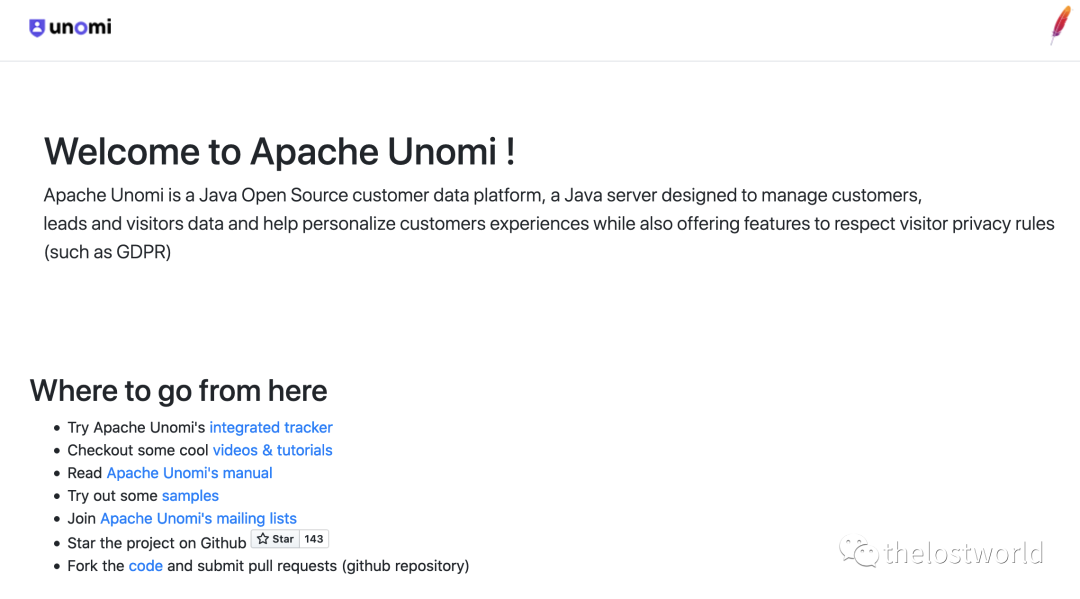 unomi
Welcome to Apache Unomi !
Apache Unomi is a Java Open Source customer data platform, a Java server designed to manage customers,
leads and visitors data and help personalize customers experiences while also offering features to respect visitor privacy rules
(such as GDPR)
Where to go from here
Try Apache Unomi's integrated tracker
Checkout some cool videos & tutorials
Read Apache Unomi's manual
Try out some samples
Join Apache Unomi's mailing lists
Star the project on Github Star 143
Fork the code and submit pull requests (github repository)
thelostworld